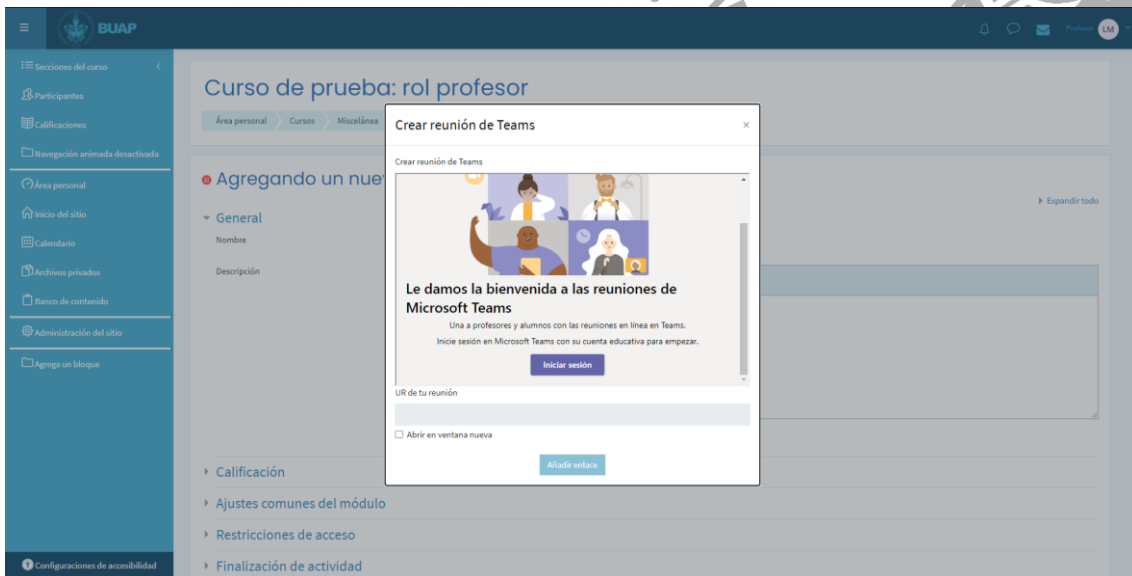 BUAP
Profesor LM
Secciones del curso
Participantes
Calificaciones
Navegación animada desactivada
Área personal
Inicio del sitio
Calendario
Archivos privados
Banco de contenido
Administración del sitio
Agrega un bloque
Configuraciones de accesibilidad
Curso de prueba: rol profesor
Área personal Cursos Miscelánea
Agregando un nue
Expandir todo
General
Nombre
Descripción
Crear reunión de Teams
Crear reunión de Teams
Le damos la bienvenida a las reuniones de
Microsoft Teams
Una a profesores y alumnos con las reuniones en línea en Teams.
Inicie sesión en Microsoft Teams con su cuenta educativa para empezar.
Iniciar sesión
UR de tu reunión
Abrir en ventana nueva
Añadir enlace
Calificación
Ajustes comunes del módulo
Restricciones de acceso
Finalización de actividad